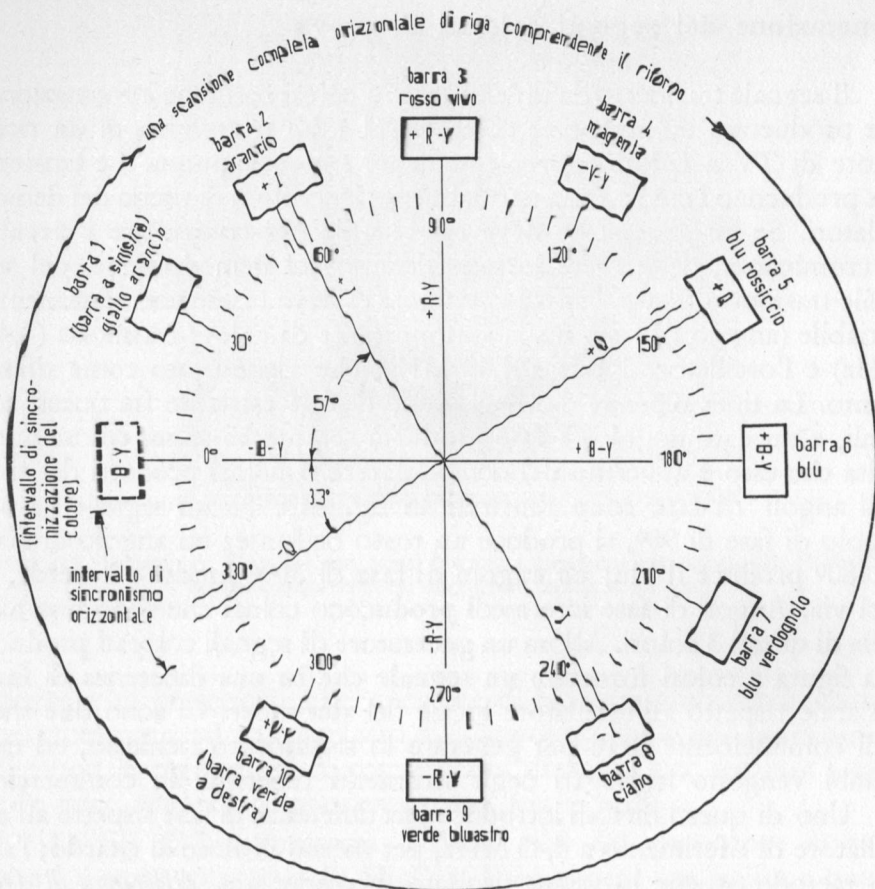 una scansione completa orizzontale di riga comprendente il ritorno
barra 3
rosso vivo
+ R-Y
barra 2
arancio
+ I
barra 4
magenta
-Y-Y
barra 1
(barra a sinistra)
giallo arancio
barra 5
blu rossiccio
+ Q
90°
60°
120°
30°
150°
+R-Y
+ I
+Q
57°
(intervallo di sincro-
nizzazione del
colore)
-B-Y
0°
-B-Y
+B-Y
180°
-B+
Y-
barra 6
blu
33°
-Q
330°
210°
intervallo di
sincronismo
orizzontale
barra 7
blu verdognolo
-R-Y
300°
270°
240°
barra 10
(barra verde
a destra)
-R-Y
barra 8
ciano
barra 9
verde bluastro